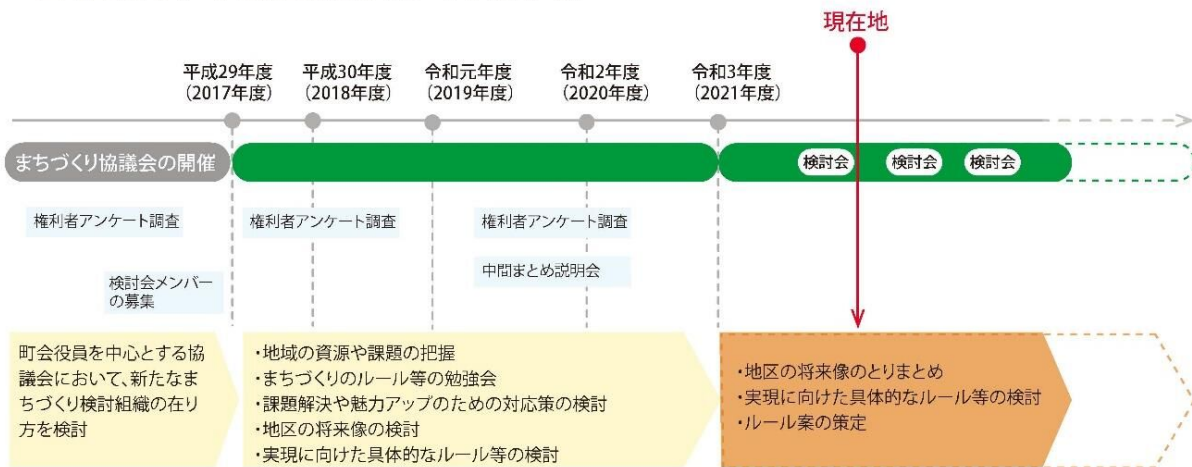 現在地
平成29年度
(2017年度)
平成30年度
(2018年度)
令和元年度
(2019年度)
令和2年度
(2020年度)
令和3年度
(2021年度)
まちづくり協議会の開催
検討会
検討会
検討会
権利者アンケート調査
権利者アンケート調査
権利者アンケート調査
中間まとめ説明会
検討会メンバー
の募集
町会役員を中心とする協
議会において、新たなま
ちづくり検討組織の在り
方を検討
・地域の資源や課題の把握
・まちづくりのルール等の勉強会
・課題解決や魅力アップのための対応策の検討
・地区の将来像の検討
・実現に向けた具体的なルール等の検討
・地区の将来像のとりまとめ
・実現に向けた具体的なルール等の検討
・ルール案の策定